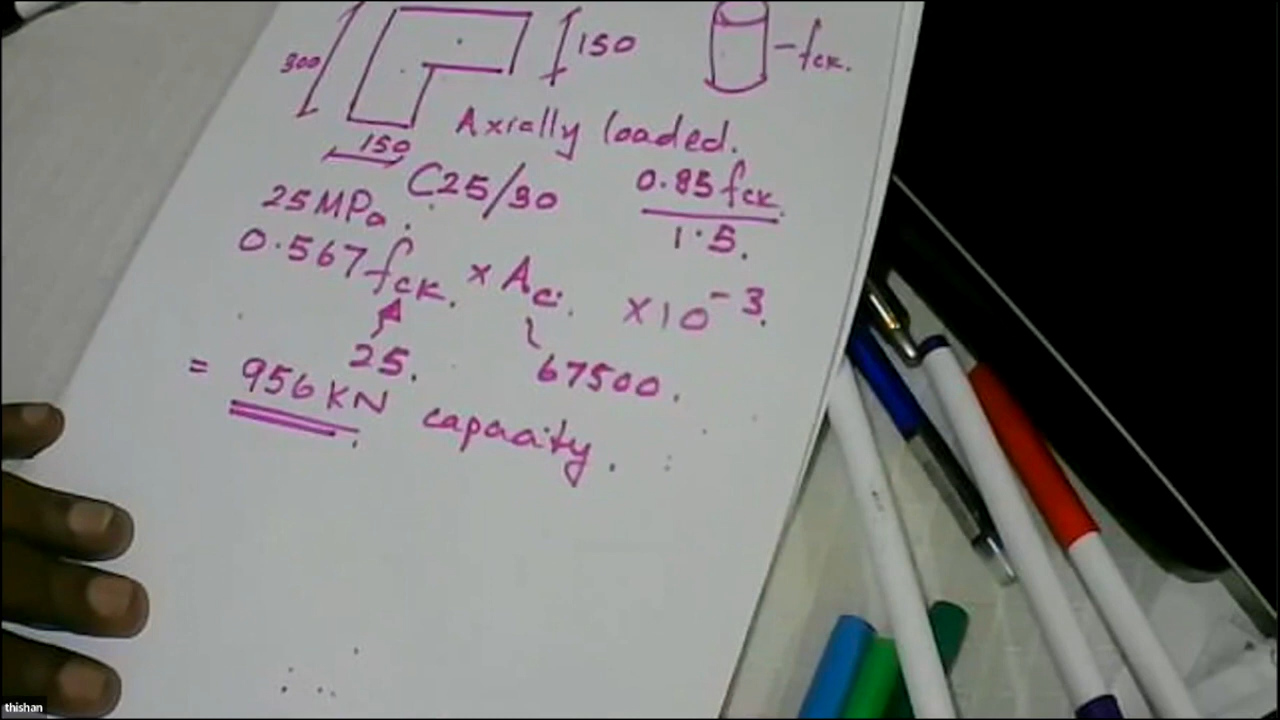 300
150
-fck.
150
Axially loaded.
C25/30
0.85 fck.
1.5.
25MPa.
0.567 fck. x Ac. x10⁻³.
25.
67500.
= 956 KN capacity.
thishan